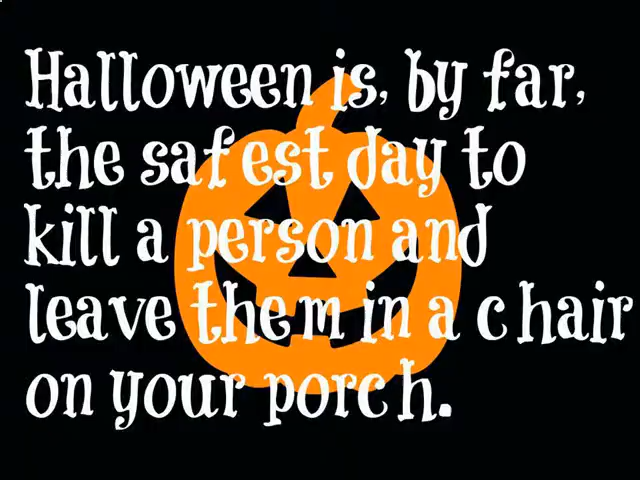 Halloween is, by far,
the safest day to
kill a person and
leave them in a chair
on your porch.